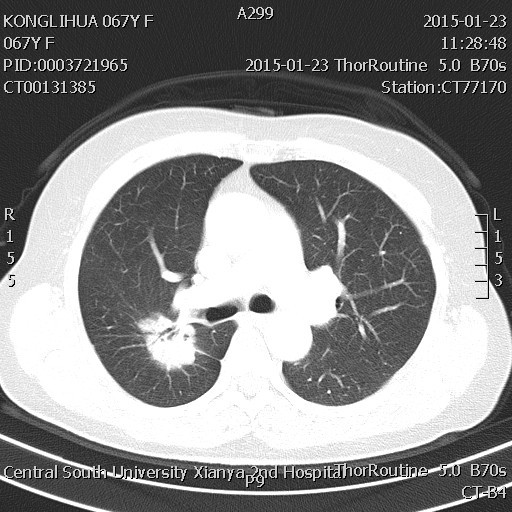 KONGLIHUA 067Y F
A299
2015-01-23
067Y F
11:28:48
PID:0003721965
2015-01-23 ThorRoutine 5.0 B70s
CT00131385
Station:CT77170
R
L
1
1
5
5
5
3
Central South University Xianya 2nd Hospital
ThorRoutine 5.0 B70s
P9
CT-B4